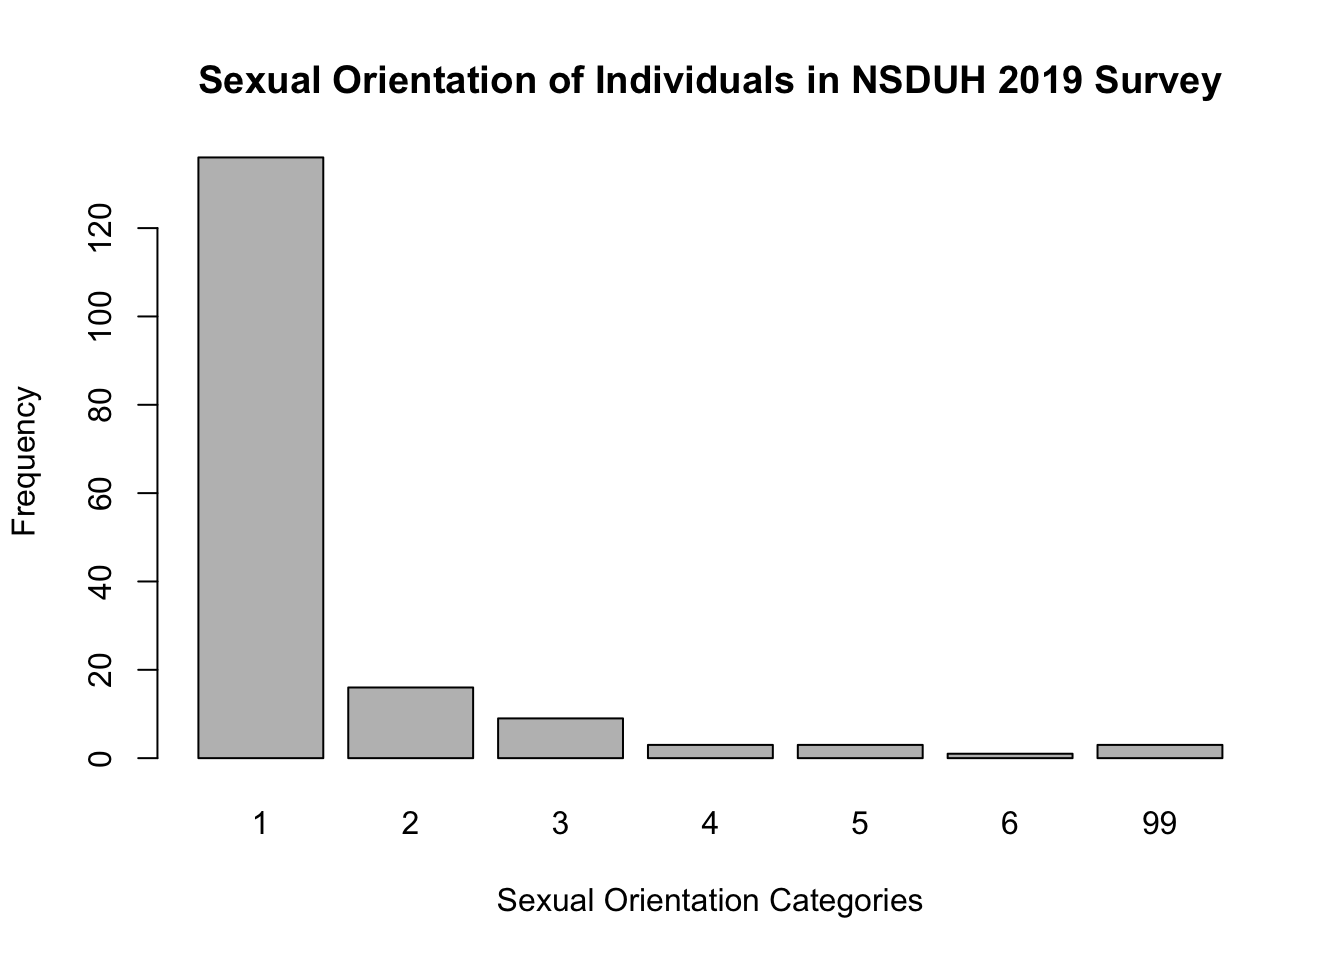 Sexual Orientation of Individuals in NSDUH 2019 Survey
Frequency
120
100
80
60
40
20
0
1 2 3 4 5 6 99
Sexual Orientation Categories